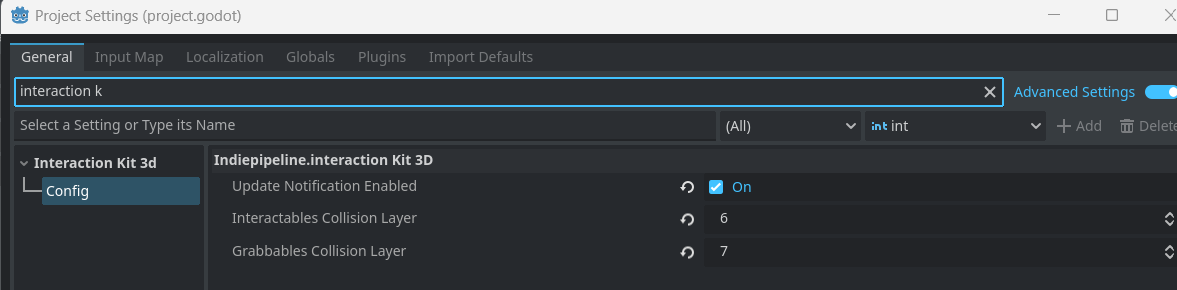 Project Settings (project.godot)
General Input Map Localization Globals Plugins Import Defaults
interaction k
Advanced Settings
Select a Setting or Type its Name (All) int int Add Delete
Interaction Kit 3d
Config
Indiepipeline.interaction Kit 3D
Update Notification Enabled On
Interactables Collision Layer 6
Grabbables Collision Layer 7